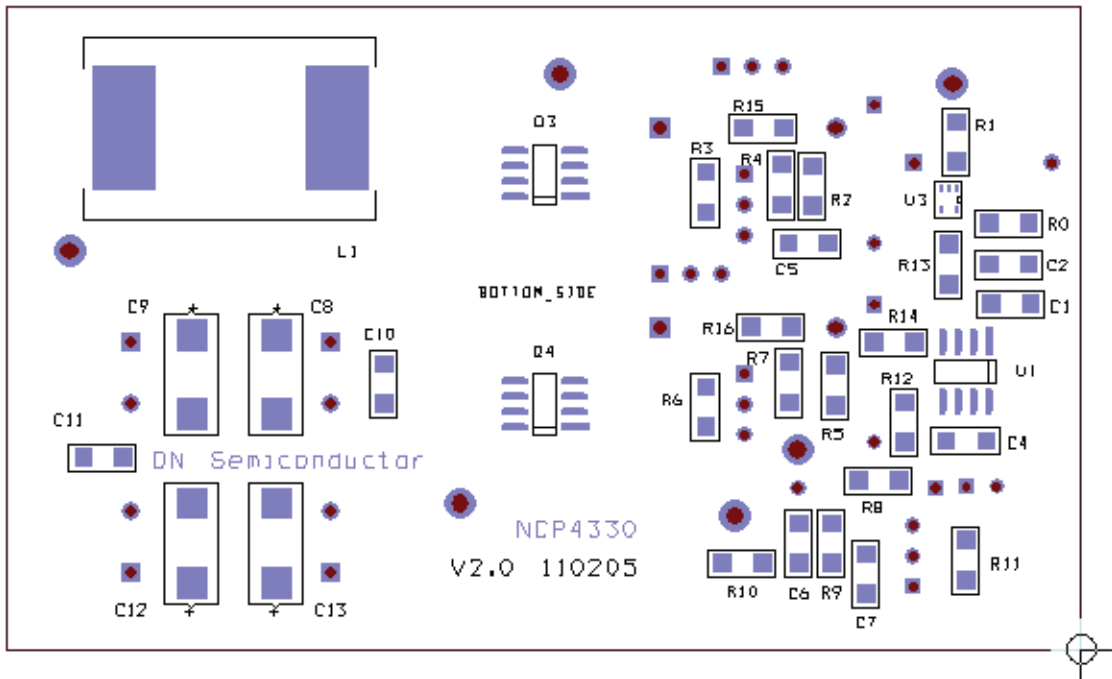 R15
Q3
R1
R3
R4
U3
R2
R0
L1
C5
R13
C2
BOTTOM_SIDE
C9
C8
C1
C10
R14
R16
Q4
R7
U1
R12
R6
C11
R5
C4
DN Semiconductor
R8
NCP4330
V2.0 110205
R11
R10
C6
R9
C12
C13
C7